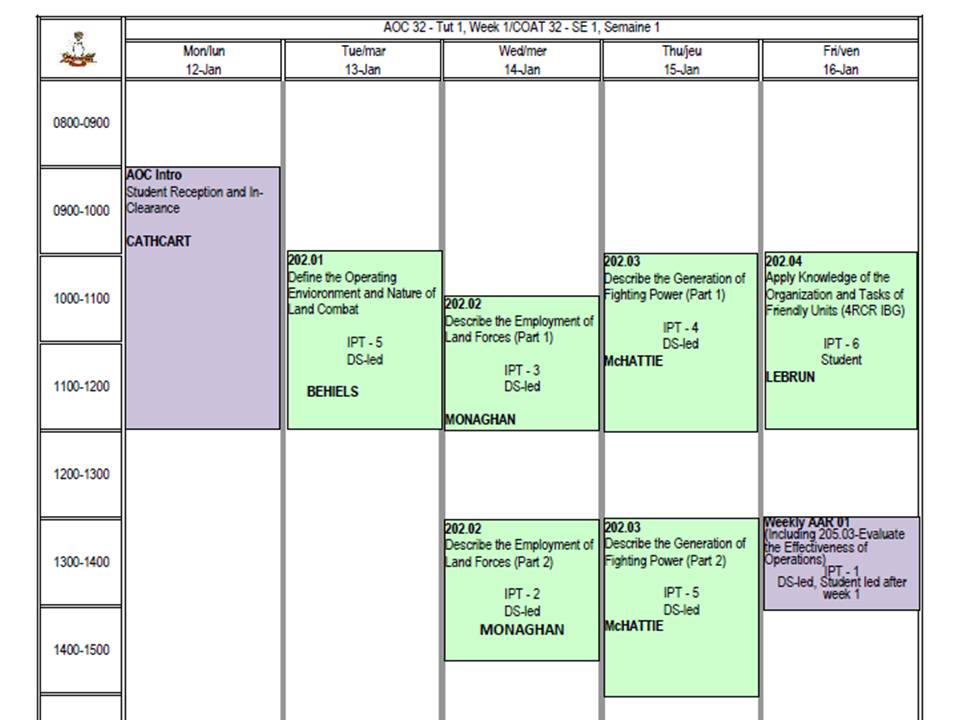 AOC 32 - Tut 1, Week 1/COAT 32 - SE 1, Semaine 1
Mon/lun
12-Jan
Tue/mar
13-Jan
Wed/mer
14-Jan
Thu/jeu
15-Jan
Fri/ven
16-Jan
0800-0900
0900-1000
1000-1100
1100-1200
1200-1300
1300-1400
1400-1500
AOC Intro
Student Reception and In-
Clearance
CATHCART
202.01
Define the Operating
Envioronment and Nature of
Land Combat
IPT - 5
DS-led
BEHIELS
202.02
Describe the Employment of
Land Forces (Part 1)
IPT - 3
DS-led
MONAGHAN
202.02
Describe the Employment of
Land Forces (Part 2)
IPT - 2
DS-led
MONAGHAN
202.03
Describe the Generation of
Fighting Power (Part 1)
IPT - 4
DS-led
McHATTIE
202.03
Describe the Generation of
Fighting Power (Part 2)
IPT - 5
DS-led
McHATTIE
202.04
Apply Knowledge of the
Organization and Tasks of
Friendly Units (4RCR IBG)
IPT - 6
Student
LEBRUN
Weekly AAR 01
(Including 205.03-Evaluate
the Effectiveness of
Operations)
IPT - 1
DS-led, Student led after
week 1